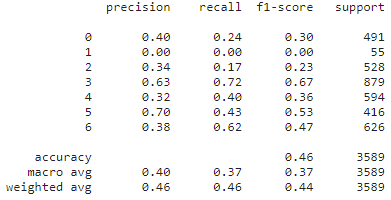 precision recall f1-score support
0 0.40 0.24 0.30 491
1 0.00 0.00 0.00 55
2 0.34 0.17 0.23 528
3 0.63 0.72 0.67 879
4 0.32 0.40 0.36 594
5 0.70 0.43 0.53 416
6 0.38 0.62 0.47 626
accuracy 0.46 3589
macro avg 0.40 0.37 0.37 3589
weighted avg 0.46 0.46 0.44 3589